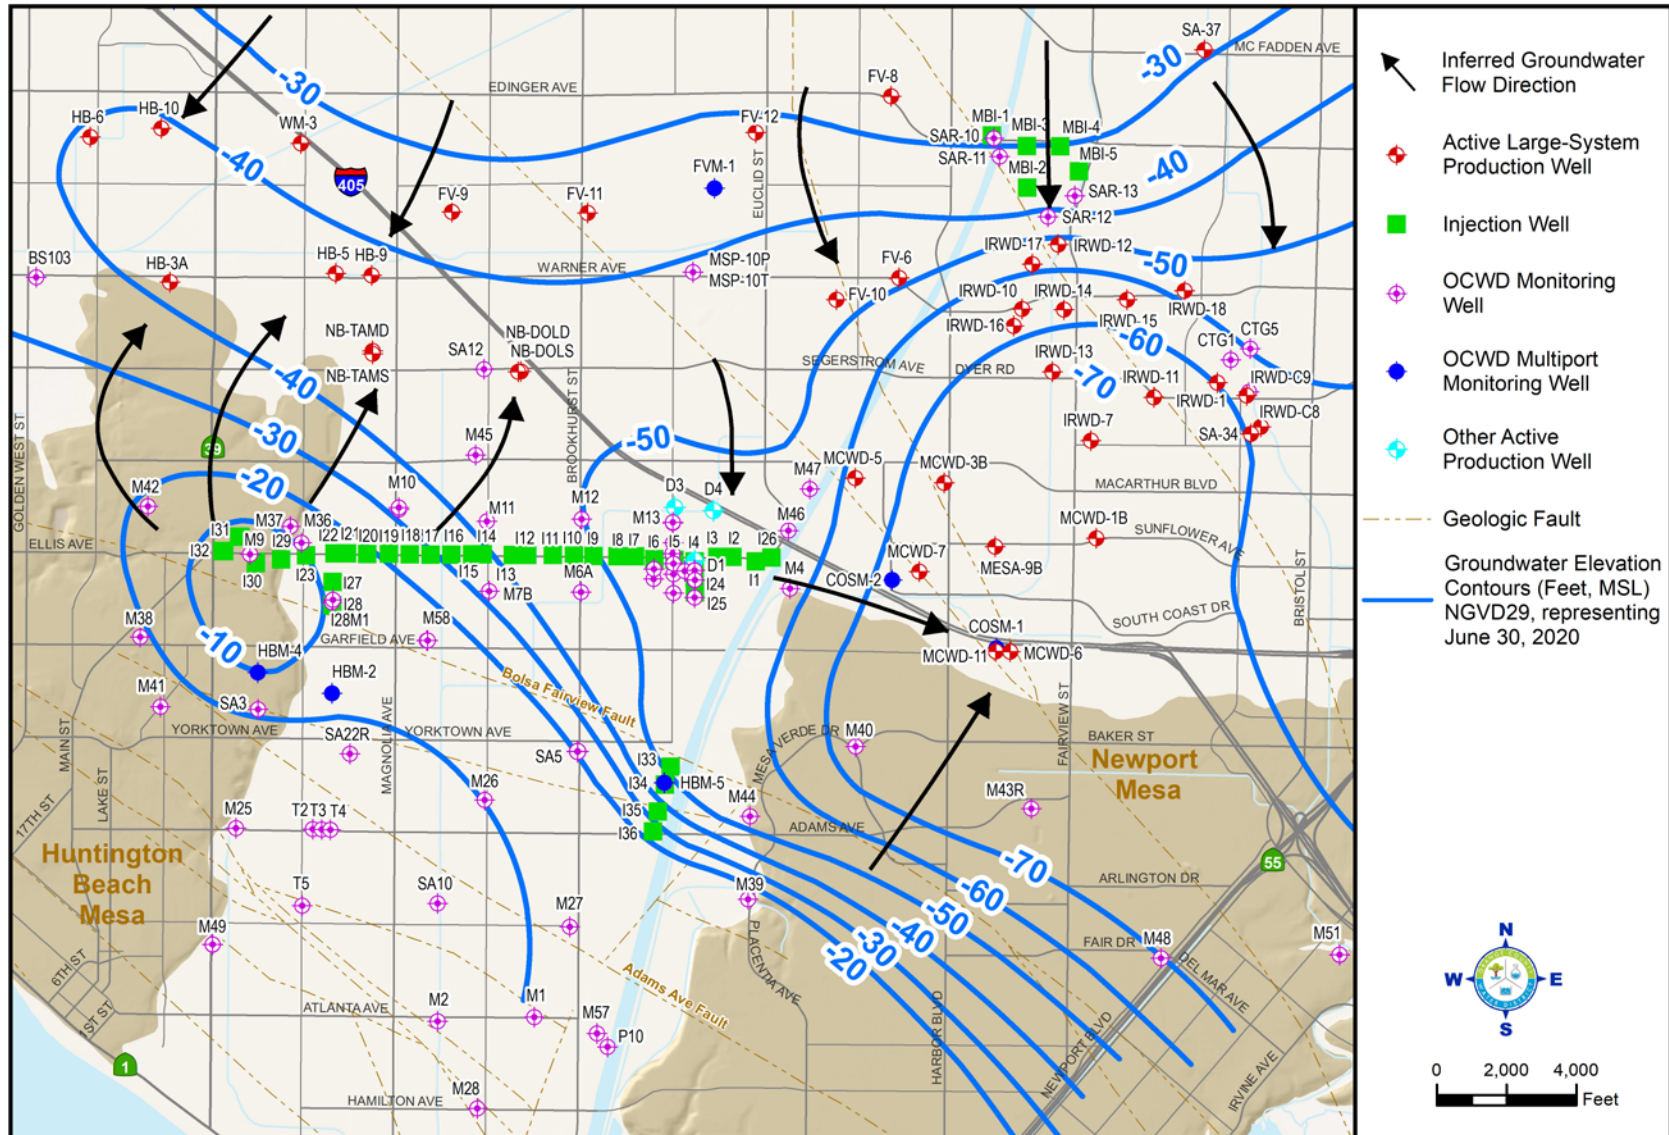 SA-37
MC FADDEN AVE
-30
-30
EDINGER AVE
FV-8
HB-6
HB-10
WM-3
FV-12
MBI-1
MBI-3
MBI-4
SAR-10
SAR-11
MBI-5
MBI-2
-40
-40
405
FVM-1
EUCLID ST
SAR-13
SAR-12
FV-9
FV-11
IRWD-17
IRWD-12
-50
BS103
HB-3A
HB-5
HB-9
WARNER AVE
MSP-10P
MSP-10T
FV-6
FV-10
IRWD-10
IRWD-14
IRWD-16
IRWD-15
IRWD-18
CTG5
CTG1
-60
NB-TAMD
NB-TAMS
SA12
NB-DOLD
NB-DOLS
SEGERSTROM AVE
DYER RD
IRWD-13
-70
IRWD-11
IRWD-1
IRWD-C9
IRWD-C8
SA-34
IRWD-7
-40
BROOKHURST ST
GOLDEN WEST ST
39
-30
-50
M45
M47
MCWD-5
MCWD-3B
MACARTHUR BLVD
-20
M42
M10
M11
M12
D3
D4
M13
M46
MCWD-1B
SUNFLOWER AVE
I31
M37
M36
I32
ELLIS AVE
M9
I29
I22
I21
I20
I19
I18
I17
I16
I14
I12
I11
I10
I9
I8
I7
I6
I5
I4
I3
I2
I26
I30
I23
I27
I15
I13
M7B
M6A
D1
I24
I25
I1
M4
MCWD-7
MESA-9B
COSM-2
BRISTOL ST
I28
I28M1
M38
GARFIELD AVE
M58
SOUTH COAST DR
COSM-1
MCWD-11
MCWD-6
-10
HBM-4
HBM-2
Bolsa Fairview Fault
M41
SA3
MAIN ST
YORKTOWN AVE
MAGNOLIA AVE
YORKTOWN AVE
SA22R
SA5
MESA VERDE DR
M40
FAIRVIEW ST
BAKER ST
Newport
Mesa
I33
I34
HBM-5
I35
I36
M26
M44
M43R
17TH ST
LAKE ST
M25
T2
T3
T4
ADAMS AVE
Huntington
Beach
Mesa
-70
-60
-50
-40
-30
-20
ARLINGTON DR
55
T5
SA10
M27
M39
M49
PLACENTIA AVE
FAIR DR
M48
DEL MAR AVE
M51
6TH ST
1ST ST
Adams Ave Fault
ATLANTA AVE
M2
M1
M57
P10
HARBOR BLVD
NEWPORT BLVD
IRVINE AVE
1
M28
HAMILTON AVE
Inferred Groundwater
Flow Direction
Active Large-System
Production Well
Injection Well
OCWD Monitoring
Well
OCWD Multiport
Monitoring Well
Other Active
Production Well
Geologic Fault
Groundwater Elevation
Contours (Feet, MSL)
NGVD29, representing
June 30, 2020
N
W
E
S
0
2,000
4,000
Feet